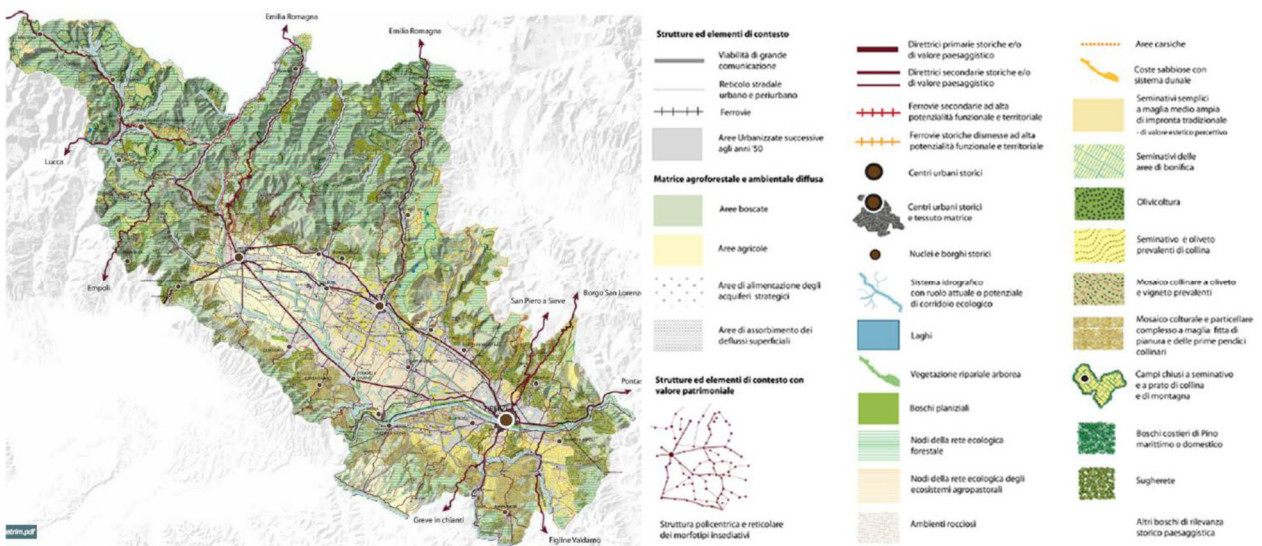 Emilia Romagna
Emilia Romagna
Lucca
Empoli
San Piero a Sieve
Borgo San Lorenzo
Pontas
Greve in chianti
Figline Valdarno
atrim.pdf
Strutture ed elementi di contesto
Viabilità di grande
comunicazione
Reticolo stradale
urbano e periurbano
Ferrovie
Aree Urbanizzate successive
agli anni '50
Matrice agroforestale e ambientale diffusa
Aree boscate
Aree agricole
Aree di alimentazione degli
acquiferi strategici
Aree di assorbimento dei
deflussi superficiali
Strutture ed elementi di contesto con
valore patrimoniale
Struttura policentrica e reticolare
dei morfotipi insediativi
Direttrici primarie storiche e/o
di valore paesaggistico
Direttrici secondarie storiche e/o
di valore paesaggistico
Ferrovie secondarie ad alta
potenzialità funzionale e territoriale
Ferrovie storiche dismesse ad alta
potenzialità funzionale e territoriale
Centri urbani storici
Centri urbani storici
e tessuto matrice
Nuclei e borghi storici
Sistema idrografico
con ruolo attuale o potenziale
di corridoio ecologico
Laghi
Vegetazione ripariale arborea
Boschi planiziali
Nodi della rete ecologica
forestale
Nodi della rete ecologica degli
ecosistemi agropastorali
Ambienti rocciosi
Aree carsiche
Coste sabbiose con
sistema dunale
Seminativi semplici
a maglia medio ampia
di impronta tradizionale
- di valore estetico percettivo
Seminativi delle
aree di bonifica
Olivicoltura
Seminativo e oliveto
prevalenti di collina
Mosaico collinare a oliveto
e vigneto prevalenti
Mosaico colturale e particellare
complesso a maglia fitta di
pianura e delle prime pendici
collinari
Campi chiusi a seminativo
e a prato di collina
e di montagna
Boschi costieri di Pino
marittimo o domestico
Sugherete
Altri boschi di rilevanza
storico paesaggistica